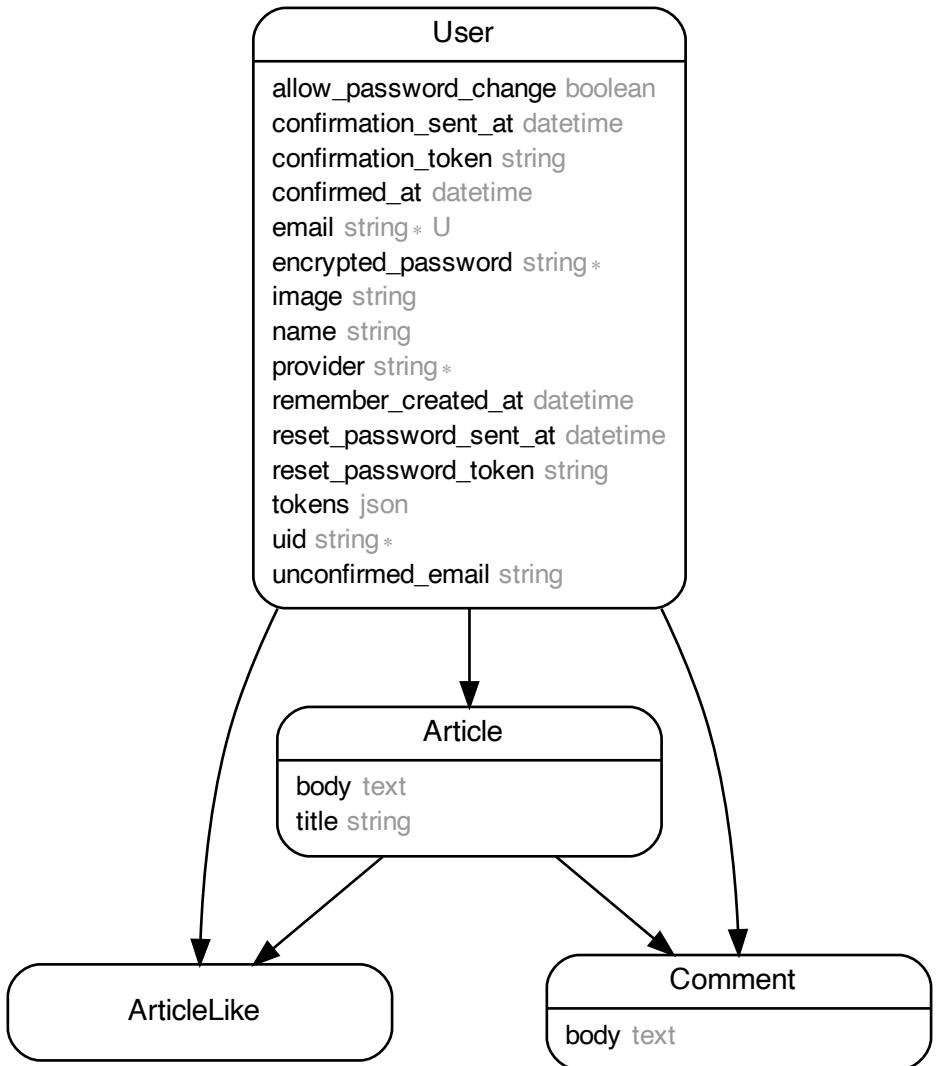 User
allow_password_change boolean
confirmation_sent_at datetime
confirmation_token string
confirmed_at datetime
email string∗ U
encrypted_password string∗
image string
name string
provider string∗
remember_created_at datetime
reset_password_sent_at datetime
reset_password_token string
tokens json
uid string∗
unconfirmed_email string
Article
body text
title string
ArticleLike
Comment
body text